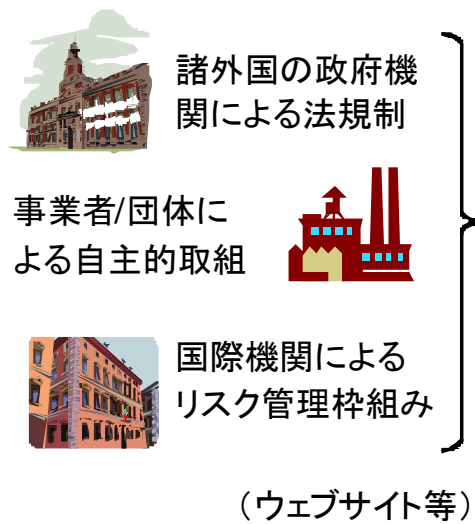 諸外国の政府機
関による法規制
事業者/団体に
よる自主的取組
国際機関による
リスク管理枠組み
（ウェブサイト等）